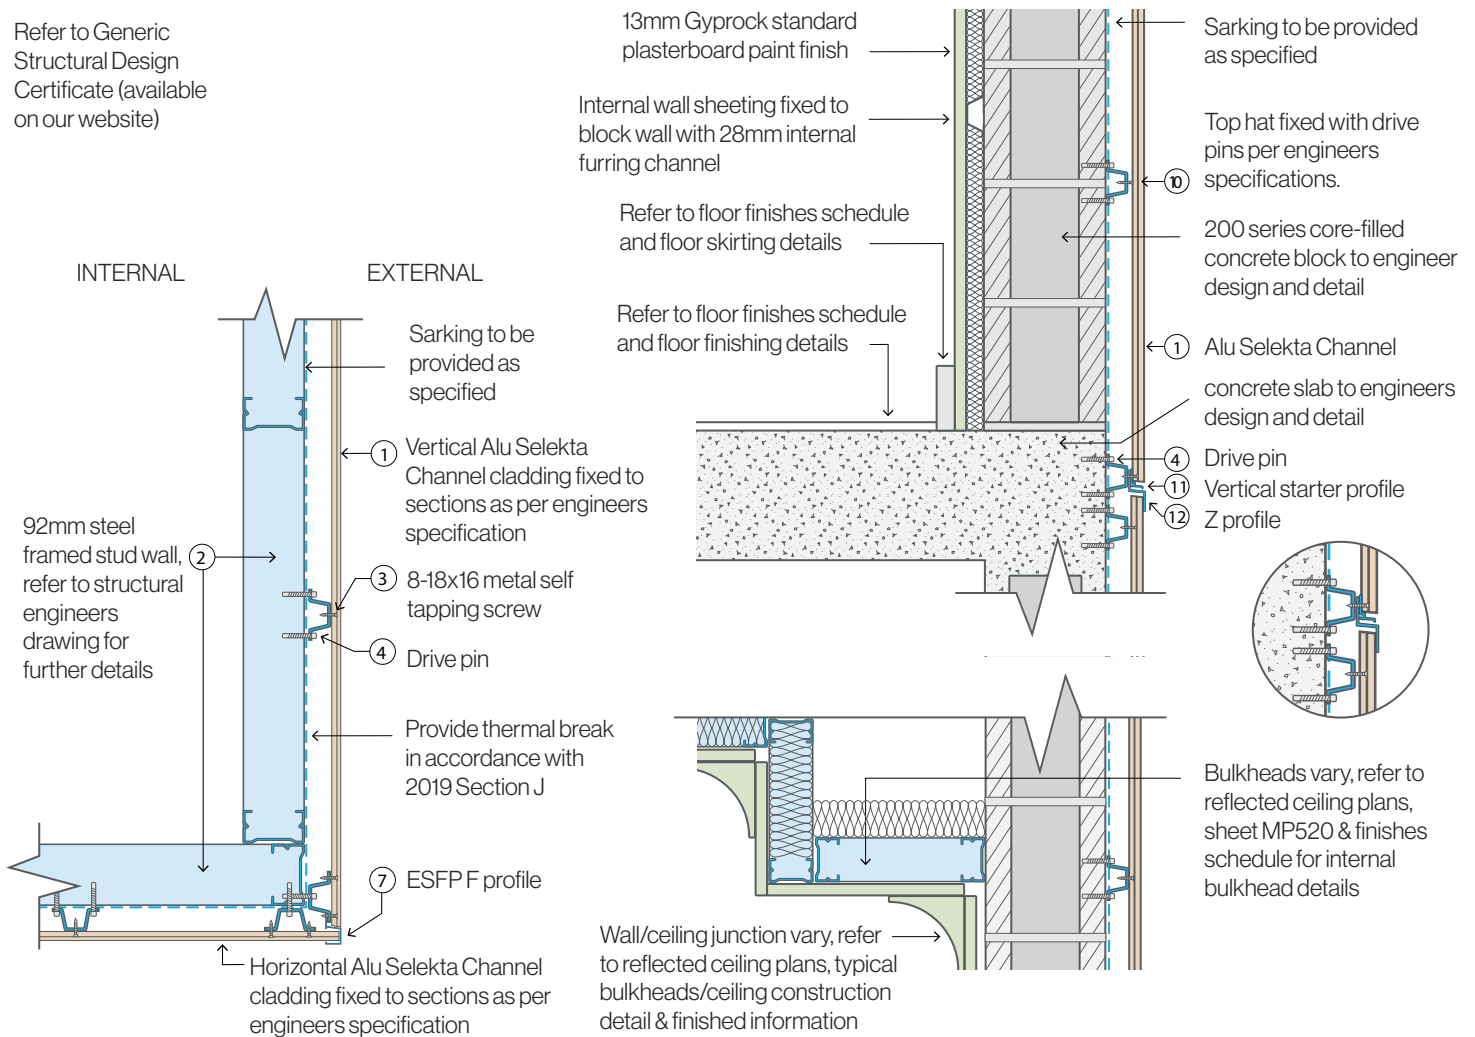 Refer to Generic
Structural Design
Certificate (available
on our website)
INTERNAL
EXTERNAL
Sarking to be
provided as
specified
1
Vertical Alu Selekta
Channel cladding fixed to
sections as per engineers
specification
92mm steel
framed stud wall,
refer to structural
engineers
drawing for
further details
2
3
8-18x16 metal self
tapping screw
4
Drive pin
Provide thermal break
in accordance with
2019 Section J
7
ESFP F profile
Horizontal Alu Selekta Channel
cladding fixed to sections as per
engineers specification
13mm Gyprock standard
plasterboard paint finish
Internal wall sheeting fixed to
block wall with 28mm internal
furring channel
Refer to floor finishes schedule
and floor skirting details
Refer to floor finishes schedule
and floor finishing details
Sarking to be provided
as specified
Top hat fixed with drive
pins per engineers
specifications.
10
200 series core-filled
concrete block to engineer
design and detail
1
Alu Selekta Channel
concrete slab to engineers
design and detail
4
Drive pin
11
Vertical starter profile
12
Z profile
Bulkheads vary, refer to
reflected ceiling plans,
sheet MP520 & finishes
schedule for internal
bulkhead details
Wall/ceiling junction vary, refer
to reflected ceiling plans, typical
bulkheads/ceiling construction
detail & finished information